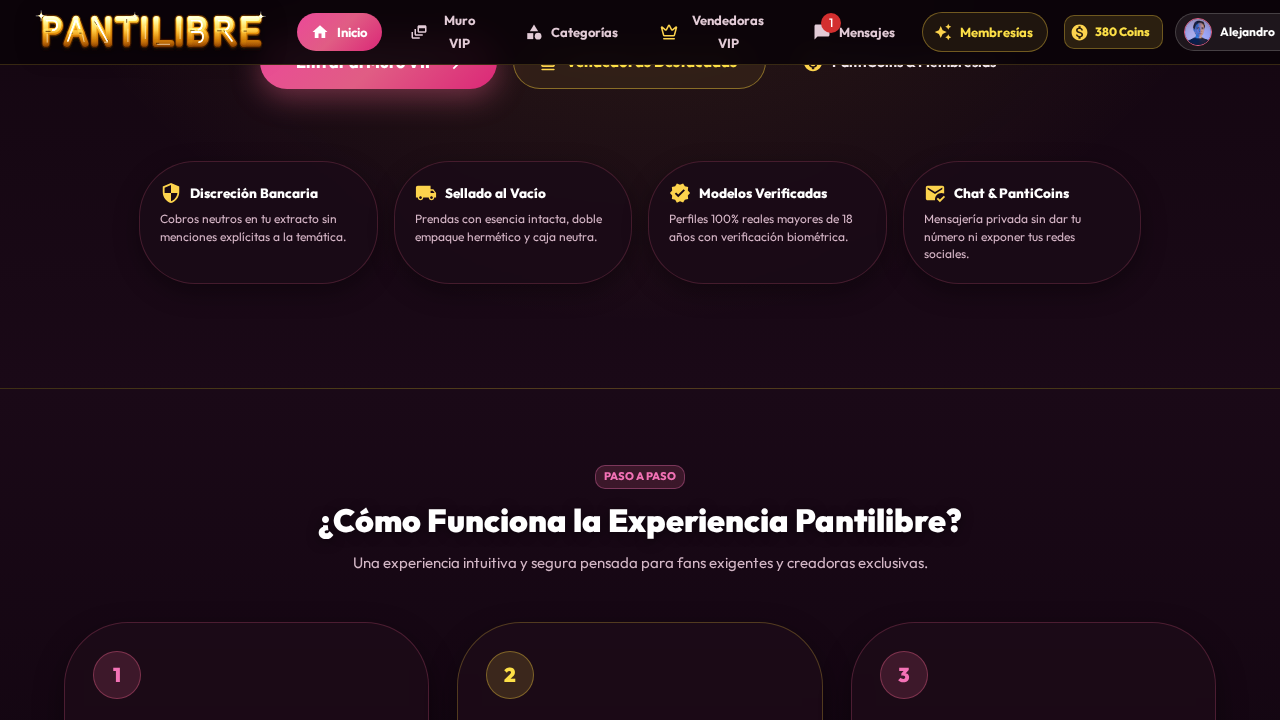 PANTILIBRE
Inicio
Muro
VIP
Categorías
Vendedoras
VIP
1
Mensajes
Membresías
380 Coins
Alejandro
Discreción Bancaria
Cobros neutros en tu extracto sin
menciones explícitas a la temática.
Sellado al Vacío
Prendas con esencia intacta, doble
empaque hermético y caja neutra.
Modelos Verificadas
Perfiles 100% reales mayores de 18
años con verificación biométrica.
Chat & PantiCoins
Mensajería privada sin dar tu
número ni exponer tus redes
sociales.
PASO A PASO
¿Cómo Funciona la Experiencia Pantilibre?
Una experiencia intuitiva y segura pensada para fans exigentes y creadoras exclusivas.
1
2
3